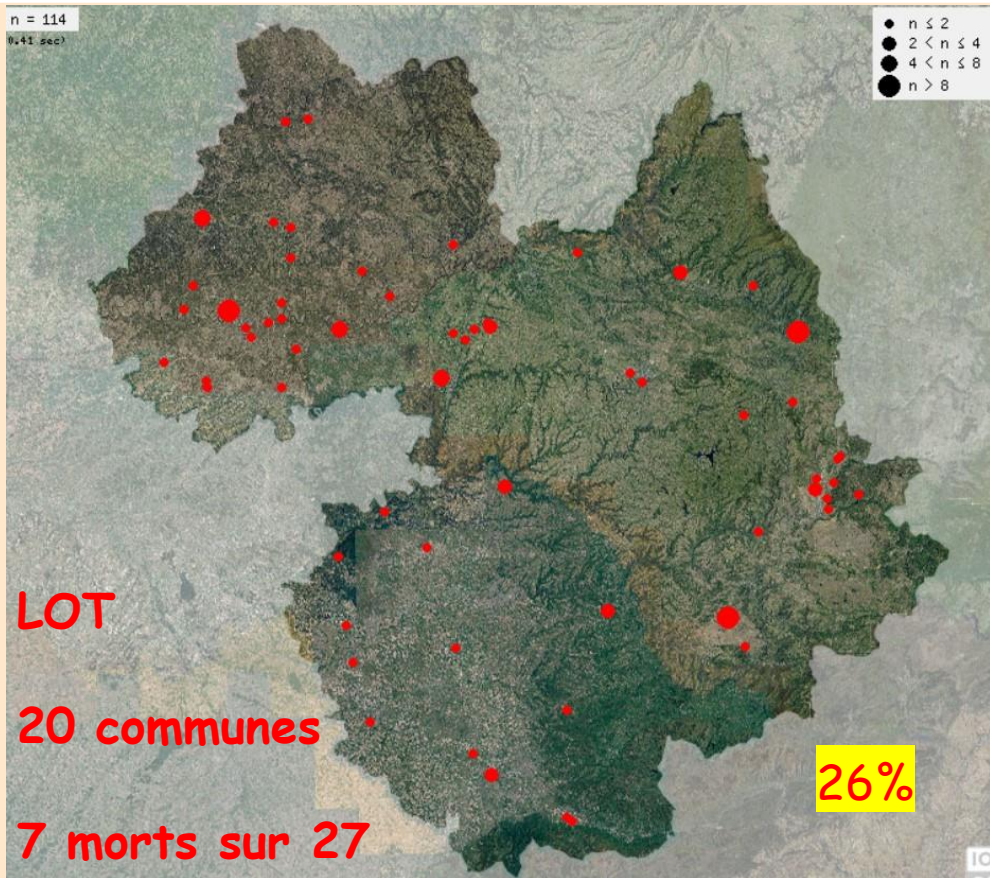 n = 114
0.41 sec)
n ≤ 2
2 < n ≤ 4
4 < n ≤ 8
n > 8
LOT
20 communes
26%
7 morts sur 27